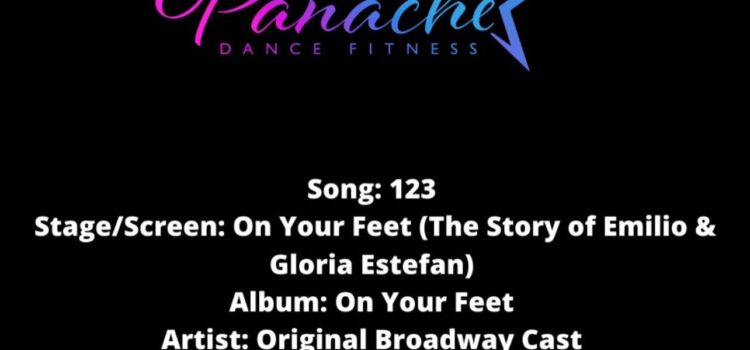 Panache
DANCE FITNESS
Song: 123
Stage/Screen: On Your Feet (The Story of Emilio &
Gloria Estefan)
Album: On Your Feet
Artist: Original Broadway Cast